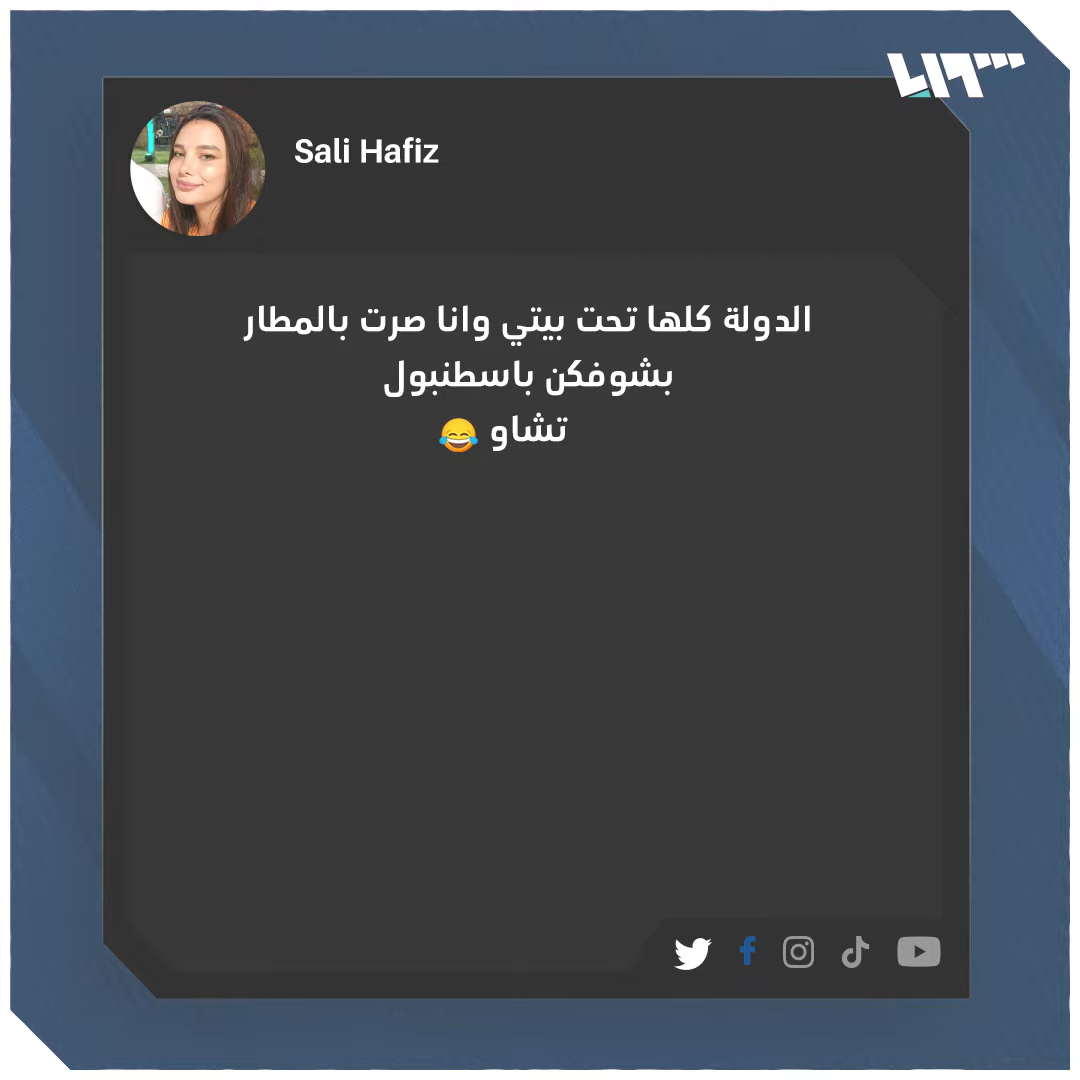 Sali Hafiz
الدولة كلها تحت بيتي وانا صرت بالمطار
بشوفكن باسطنبول
تشاو 😂